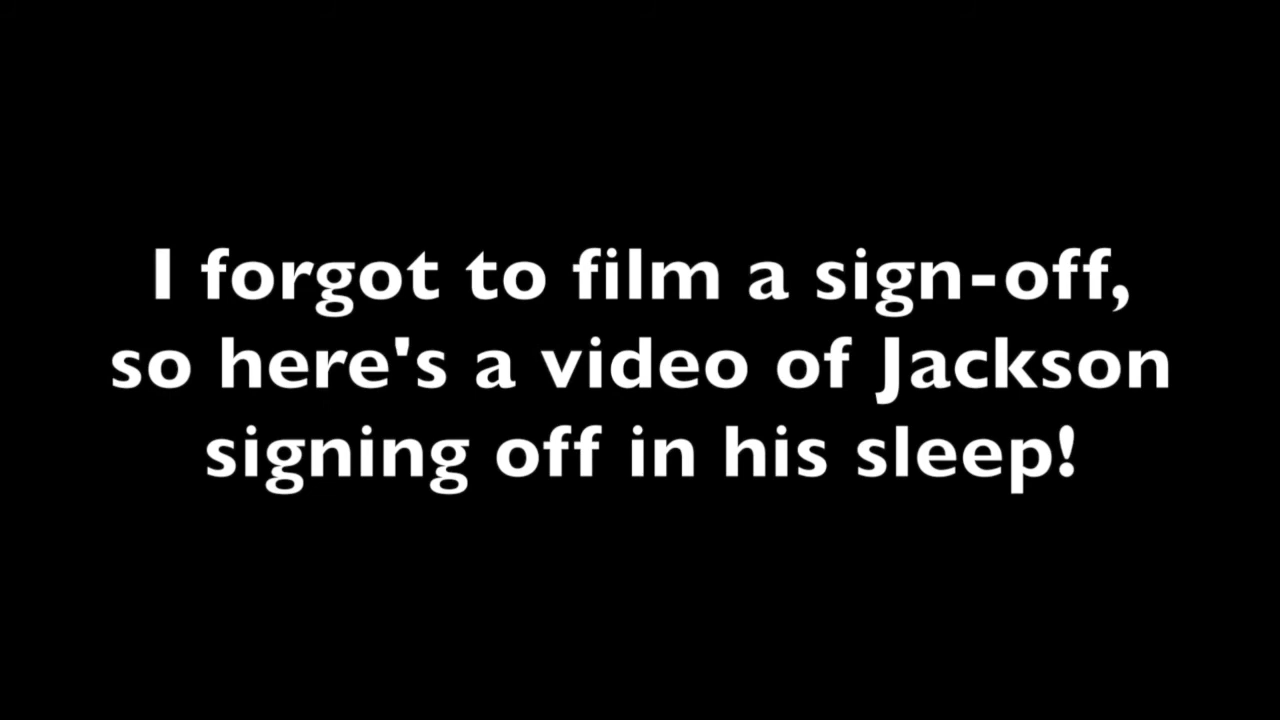 I forgot to film a sign-off,
so here's a video of Jackson
signing off in his sleep!